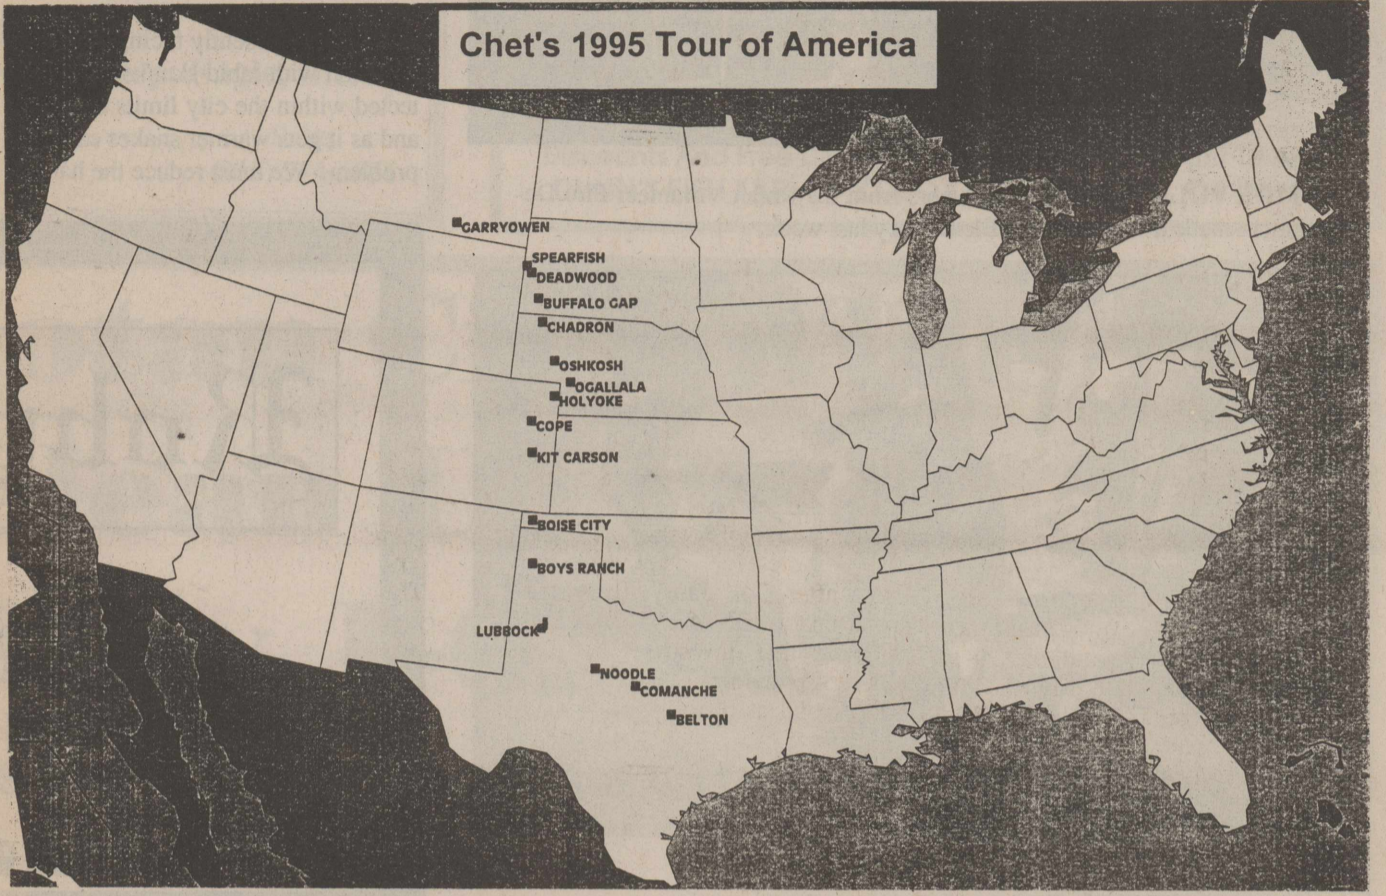 Chet's 1995 Tour of America
GARRYOWEN
SPEARFISH
DEADWOOD
BUFFALO GAP
CHADRON
OSHKOSH
OGALLALA
HOLYOKE
COPE
KIT CARSON
BOISE CITY
BOYS RANCH
LUBBOCK
NOODLE
COMANCHE
BELTON